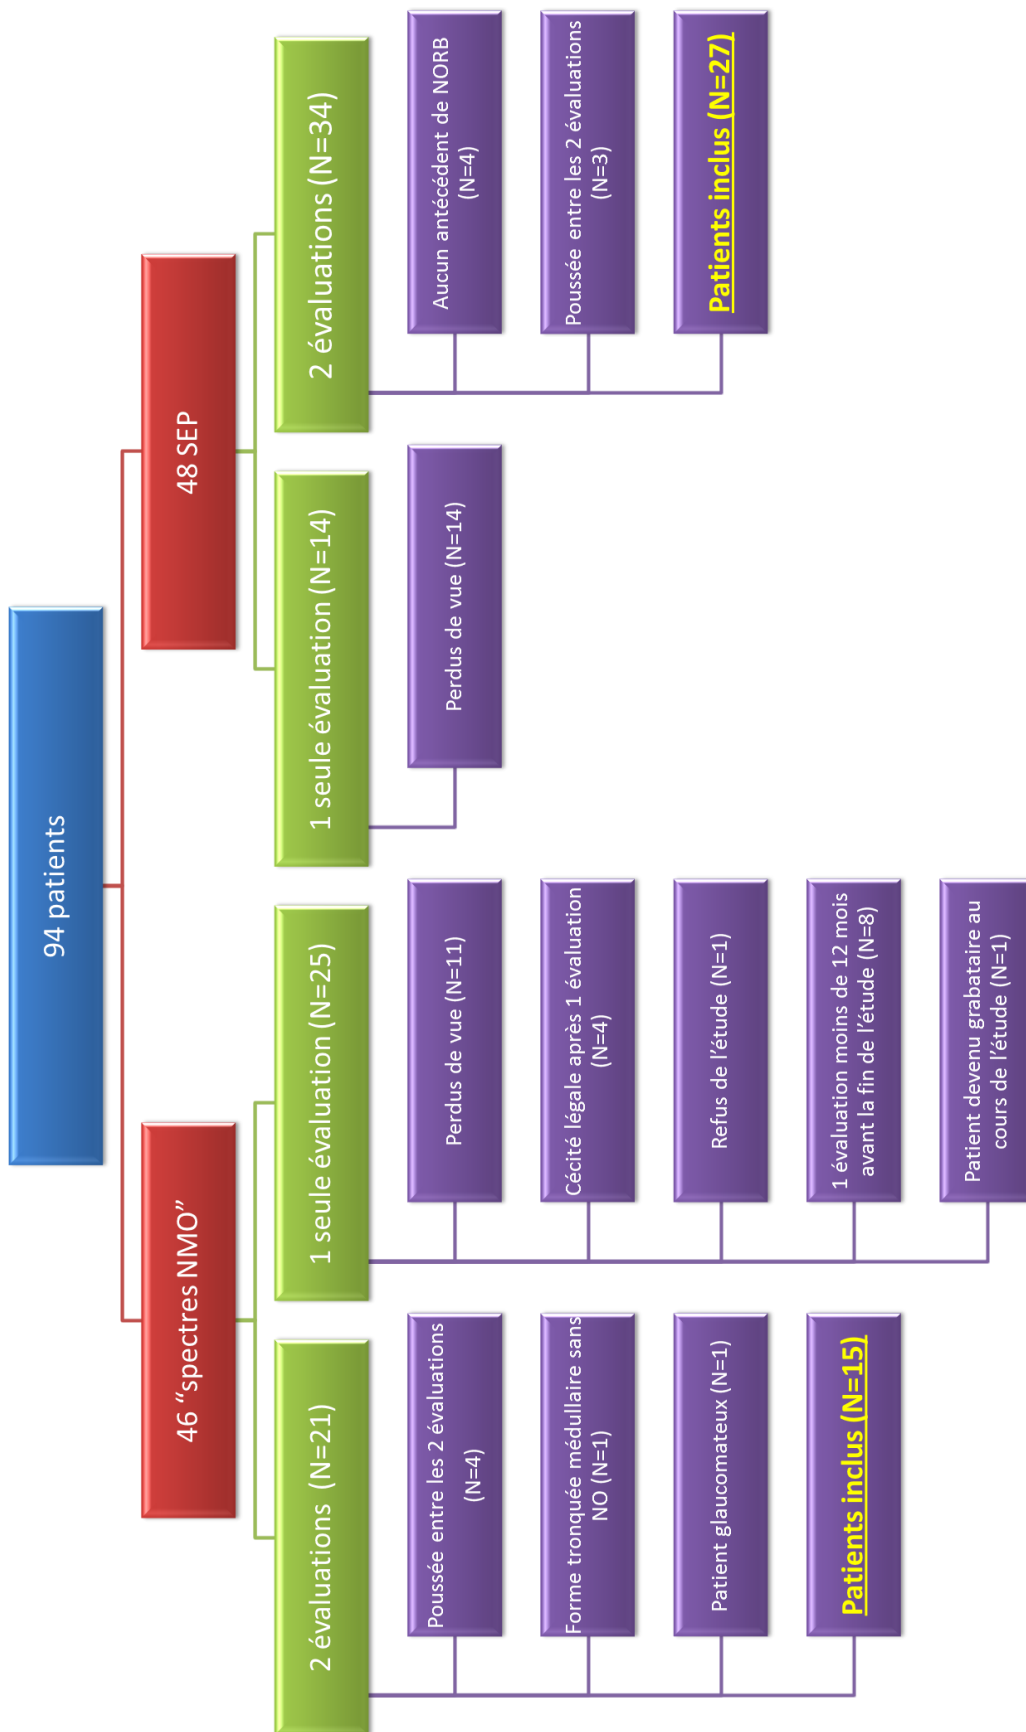 94 patients
46 “spectres NMO”
48 SEP
2 évaluations (N=21)
1 seule évaluation (N=25)
1 seule évaluation (N=14)
2 évaluations (N=34)
Poussée entre les 2 évaluations
(N=4)
Forme tronquée médullaire sans
NO (N=1)
Patient glaucomateux (N=1)
Patients inclus (N=15)
Perdus de vue (N=11)
Cécité légale après 1 évaluation
(N=4)
Refus de l’étude (N=1)
1 évaluation moins de 12 mois
avant la fin de l’étude (N=8)
Patient devenu grabataire au
cours de l’étude (N=1)
Perdus de vue (N=14)
Aucun antécédent de NORB
(N=4)
Poussée entre les 2 évaluations
(N=3)
Patients inclus (N=27)